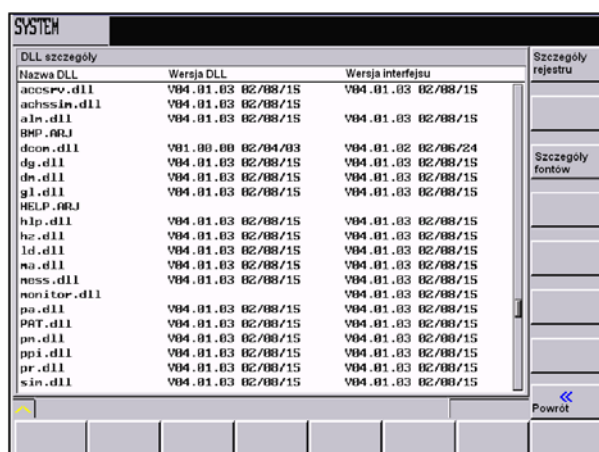 SYSTEM
DLL szczegóły
Nazwa DLL Wersja DLL Wersja interfejsu
accsrv.dll V04.01.03 02/08/15 V04.01.03 02/08/15
achssim.dll V04.01.03 02/08/15
alm.dll V04.01.03 02/08/15 V04.01.03 02/08/15
BMP.ARJ
dcom.dll V01.00.00 02/04/03 V04.01.02 02/06/24
dg.dll V04.01.03 02/08/15 V04.01.03 02/08/15
dm.dll V04.01.03 02/08/15 V04.01.03 02/08/15
gl.dll V04.01.03 02/08/15 V04.01.03 02/08/15
HELP.ARJ
hlp.dll V04.01.03 02/08/15 V04.01.03 02/08/15
hz.dll V04.01.03 02/08/15 V04.01.03 02/08/15
ld.dll V04.01.03 02/08/15 V04.01.03 02/08/15
ma.dll V04.01.03 02/08/15 V04.01.03 02/08/15
mess.dll V04.01.03 02/08/15 V04.01.03 02/08/15
monitor.dll V04.01.03 02/08/15
pa.dll V04.01.03 02/08/15 V04.01.03 02/08/15
PAT.dll V04.01.03 02/08/15 V04.01.03 02/08/15
pm.dll V04.01.03 02/08/15 V04.01.03 02/08/15
ppi.dll V04.01.03 02/08/15 V04.01.03 02/08/15
pr.dll V04.01.03 02/08/15 V04.01.03 02/08/15
sim.dll V04.01.03 02/08/15 V04.01.03 02/08/15
Szczegóły
rejestru
Szczegóły
fontów
Powrót